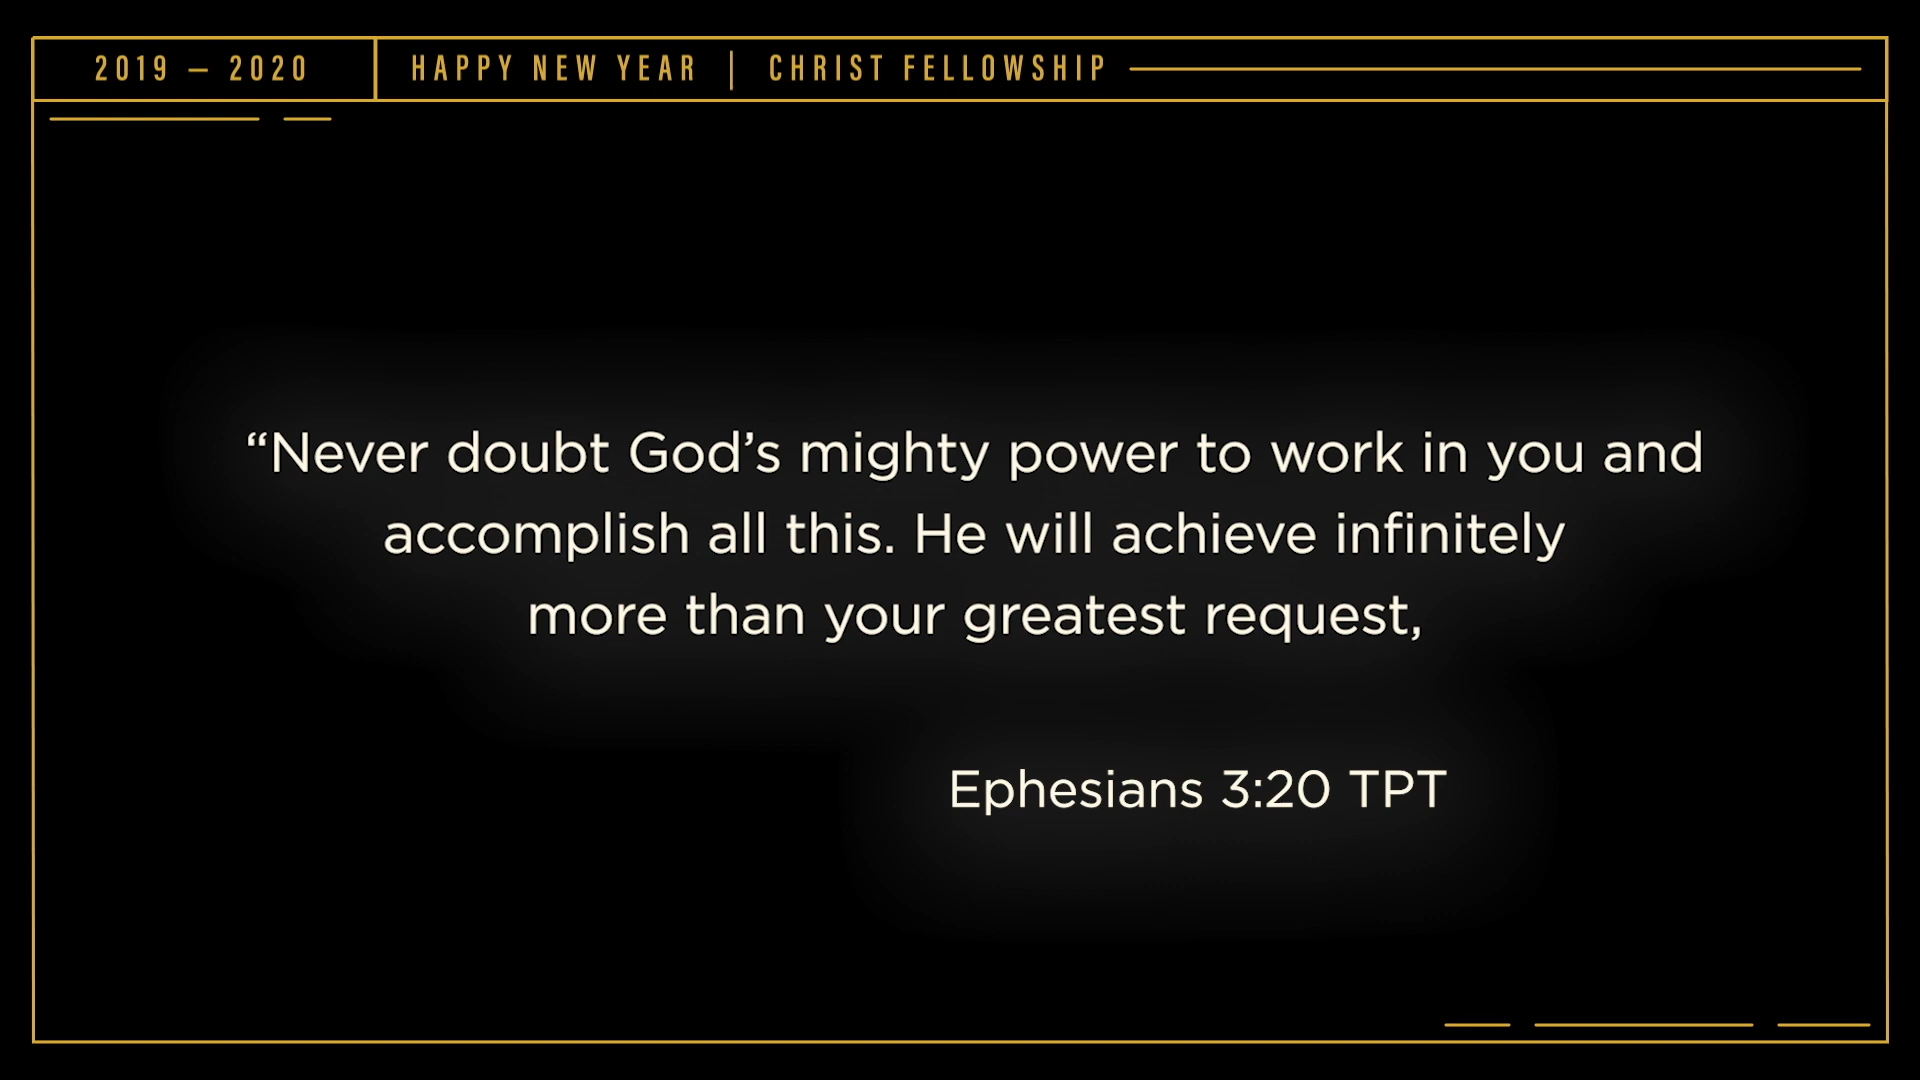 2019 – 2020
HAPPY NEW YEAR | CHRIST FELLOWSHIP
“Never doubt God’s mighty power to work in you and
accomplish all this. He will achieve infinitely
more than your greatest request,
Ephesians 3:20 TPT